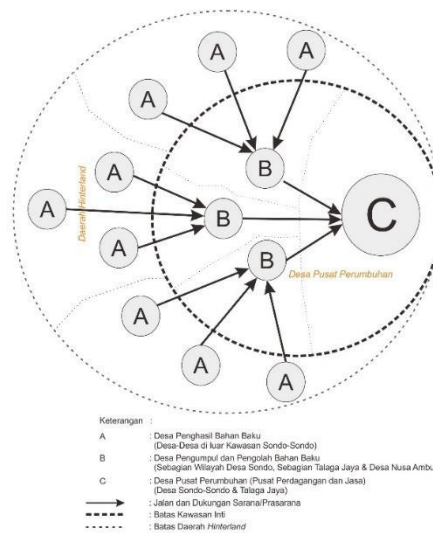 A
A
A
B
A
Daerah Hinterland
A
B
C
A
B
Desa Pusat Perumbuhan
A
A
A
Keterangan :
A : Desa Penghasil Bahan Baku
(Desa-Desa di luar Kawasan Sondo-Sondo)
B : Desa Pengumpul dan Pengolah Bahan Baku
(Sebagian Wilayah Desa Sondo, Sebagian Talaga Jaya & Desa Nusa Ambu
C : Desa Pusat Perumbuhan (Pusat Perdagangan dan Jasa)
(Desa Sondo-Sondo & Talaga Jaya)
: Jalan dan Dukungan Sarana/Prasarana
: Batas Kawasan Inti
: Batas Daerah Hinterland